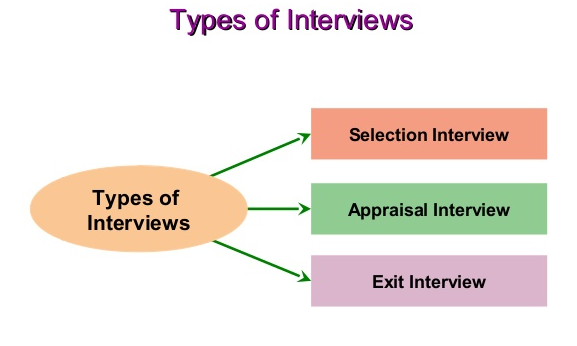 Types of Interviews
Selection Interview
Types of
Interviews
Appraisal Interview
Exit Interview